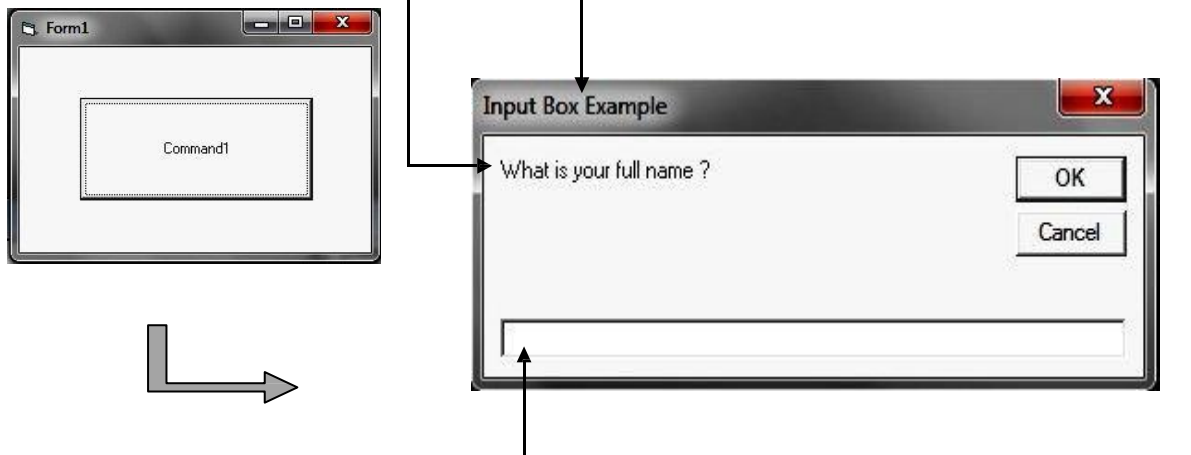 Form1
Command1
Input Box Example
What is your full name ?
OK
Cancel